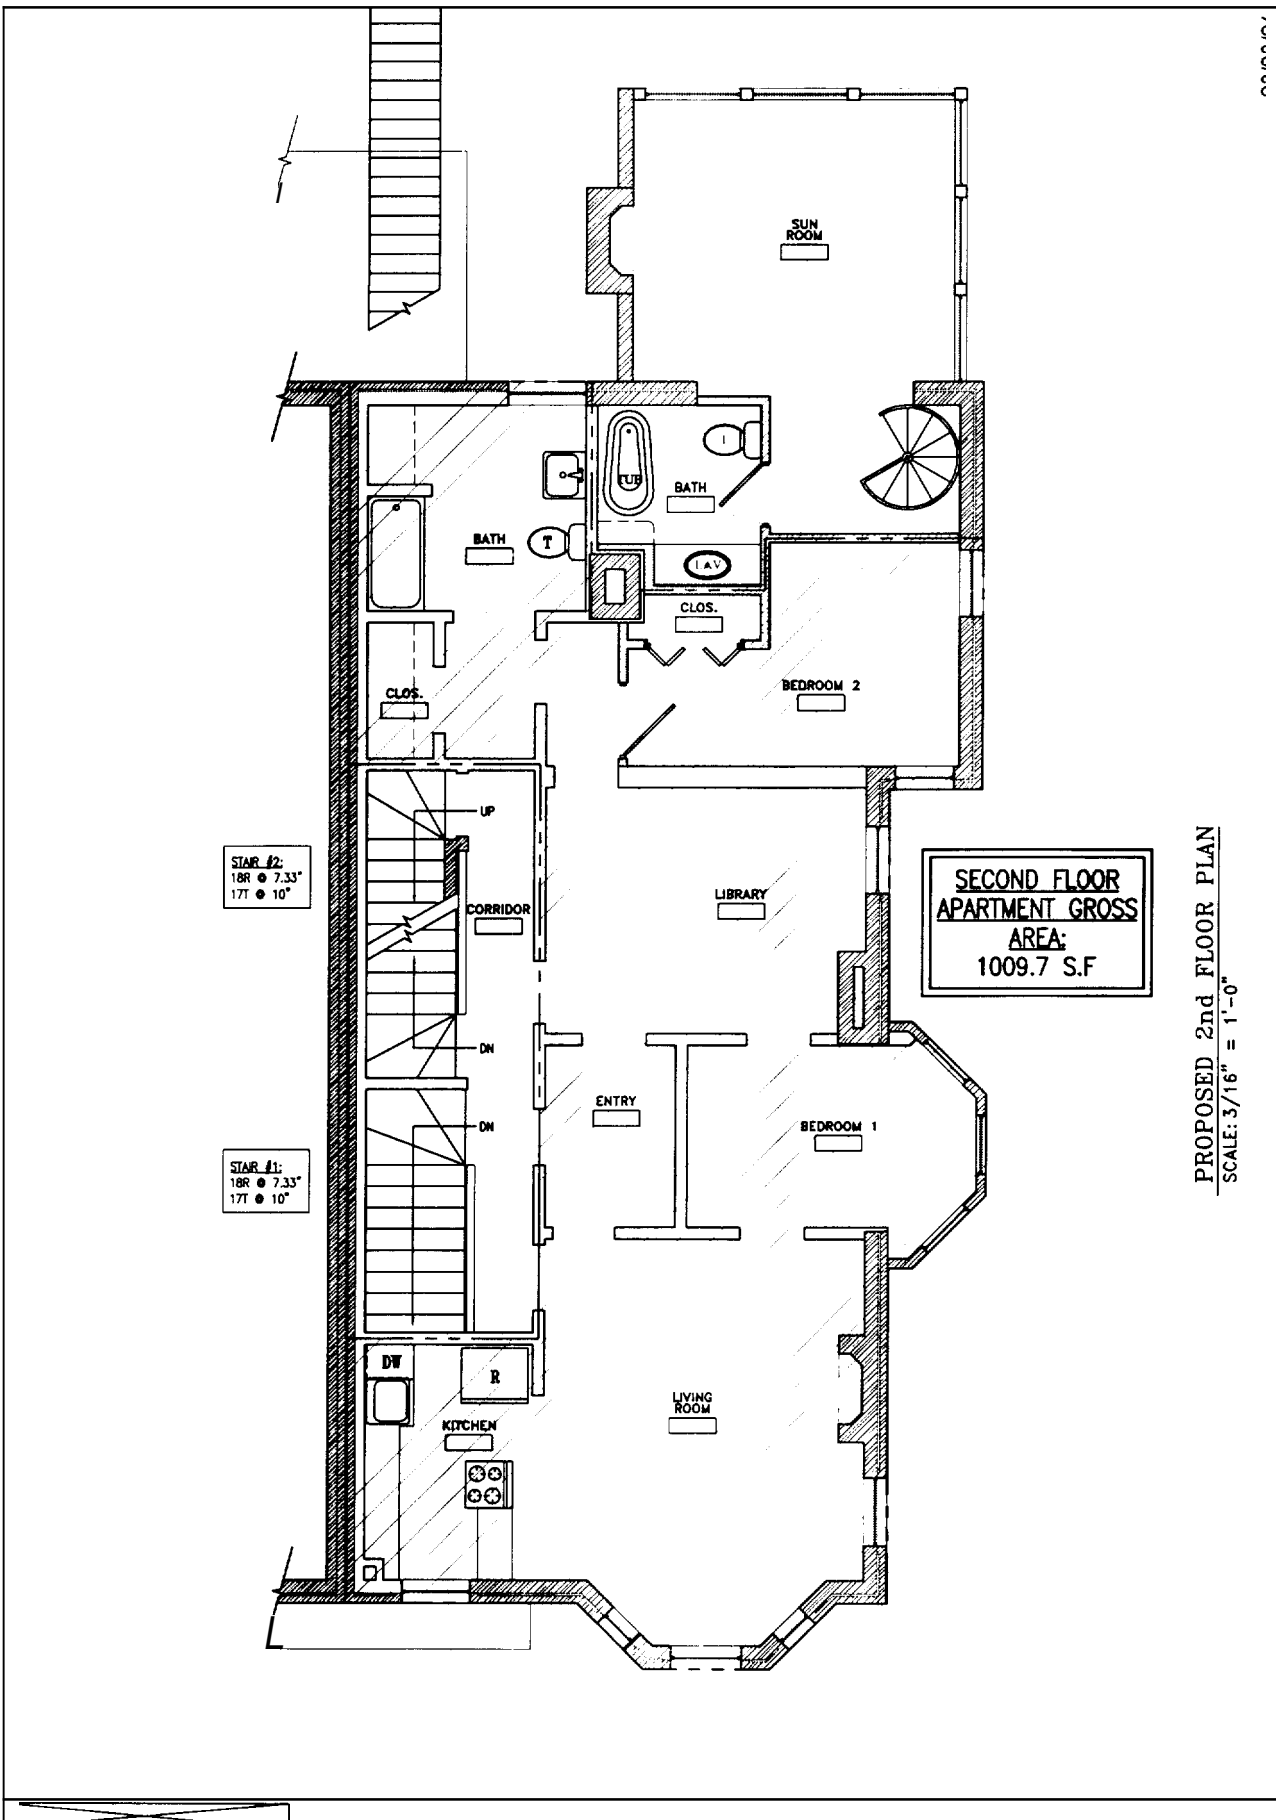 SUN
ROOM
TUB
BATH
BATH
T
LAV
CLOS.
CLOS.
BEDROOM 2
UP
STAIR #2:
18R @ 7.33"
17T @ 10"
CORRIDOR
LIBRARY
SECOND FLOOR
APARTMENT GROSS
AREA:
1009.7 S.F
DN
ENTRY
DN
BEDROOM 1
STAIR #1:
18R @ 7.33"
17T @ 10"
DW
R
KITCHEN
LIVING
ROOM
PROPOSED 2nd FLOOR PLAN
SCALE: 3/16" = 1'-0"